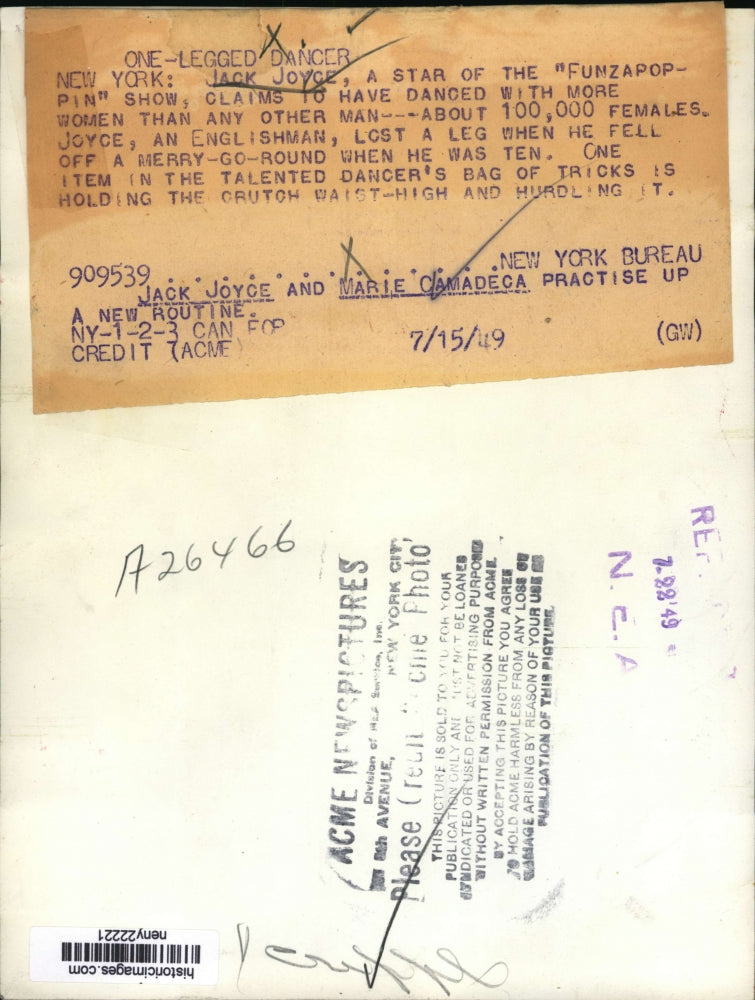 ONE-LEGGED DANCER
NEW YORK: JACK JOYCE, A STAR OF THE "FUNZAPOP-
PIN" SHOW, CLAIMS TO HAVE DANCED WITH MORE
WOMEN THAN ANY OTHER MAN---ABOUT 100,000 FEMALES.
JOYCE, AN ENGLISHMAN, LOST A LEG WHEN HE FELL
OFF A MERRY-GO-ROUND WHEN HE WAS TEN. ONE
ITEM IN THE TALENTED DANCER'S BAG OF TRICKS IS
HOLDING THE CRUTCH WAIST-HIGH AND HURDLING IT.
NEW YORK BUREAU
909539
JACK JOYCE AND MARIE CAMADECA PRACTISE UP
A NEW ROUTINE.
NY-1-2-3 CAN FOR
CREDIT (ACME) 7/15/49 (GW)
A26466
ACME NEWSPICTURES
Division of NEA Service, Inc.
8th AVENUE, NEW YORK CITY
Please Credit "Acme Photo"
THIS PICTURE IS SOLD TO YOU FOR YOUR
PUBLICATION ONLY AND MUST NOT BE LOANED
SYNDICATED OR USED FOR ADVERTISING PURPOSES
WITHOUT WRITTEN PERMISSION FROM ACME.
BY ACCEPTING THIS PICTURE YOU AGREE
TO HOLD ACME HARMLESS FROM ANY LOSS OR
DAMAGE ARISING BY REASON OF YOUR USE OR
PUBLICATION OF THIS PICTURE.
REF.
7-22'49
N.E.A
historicimages.com
neny22221